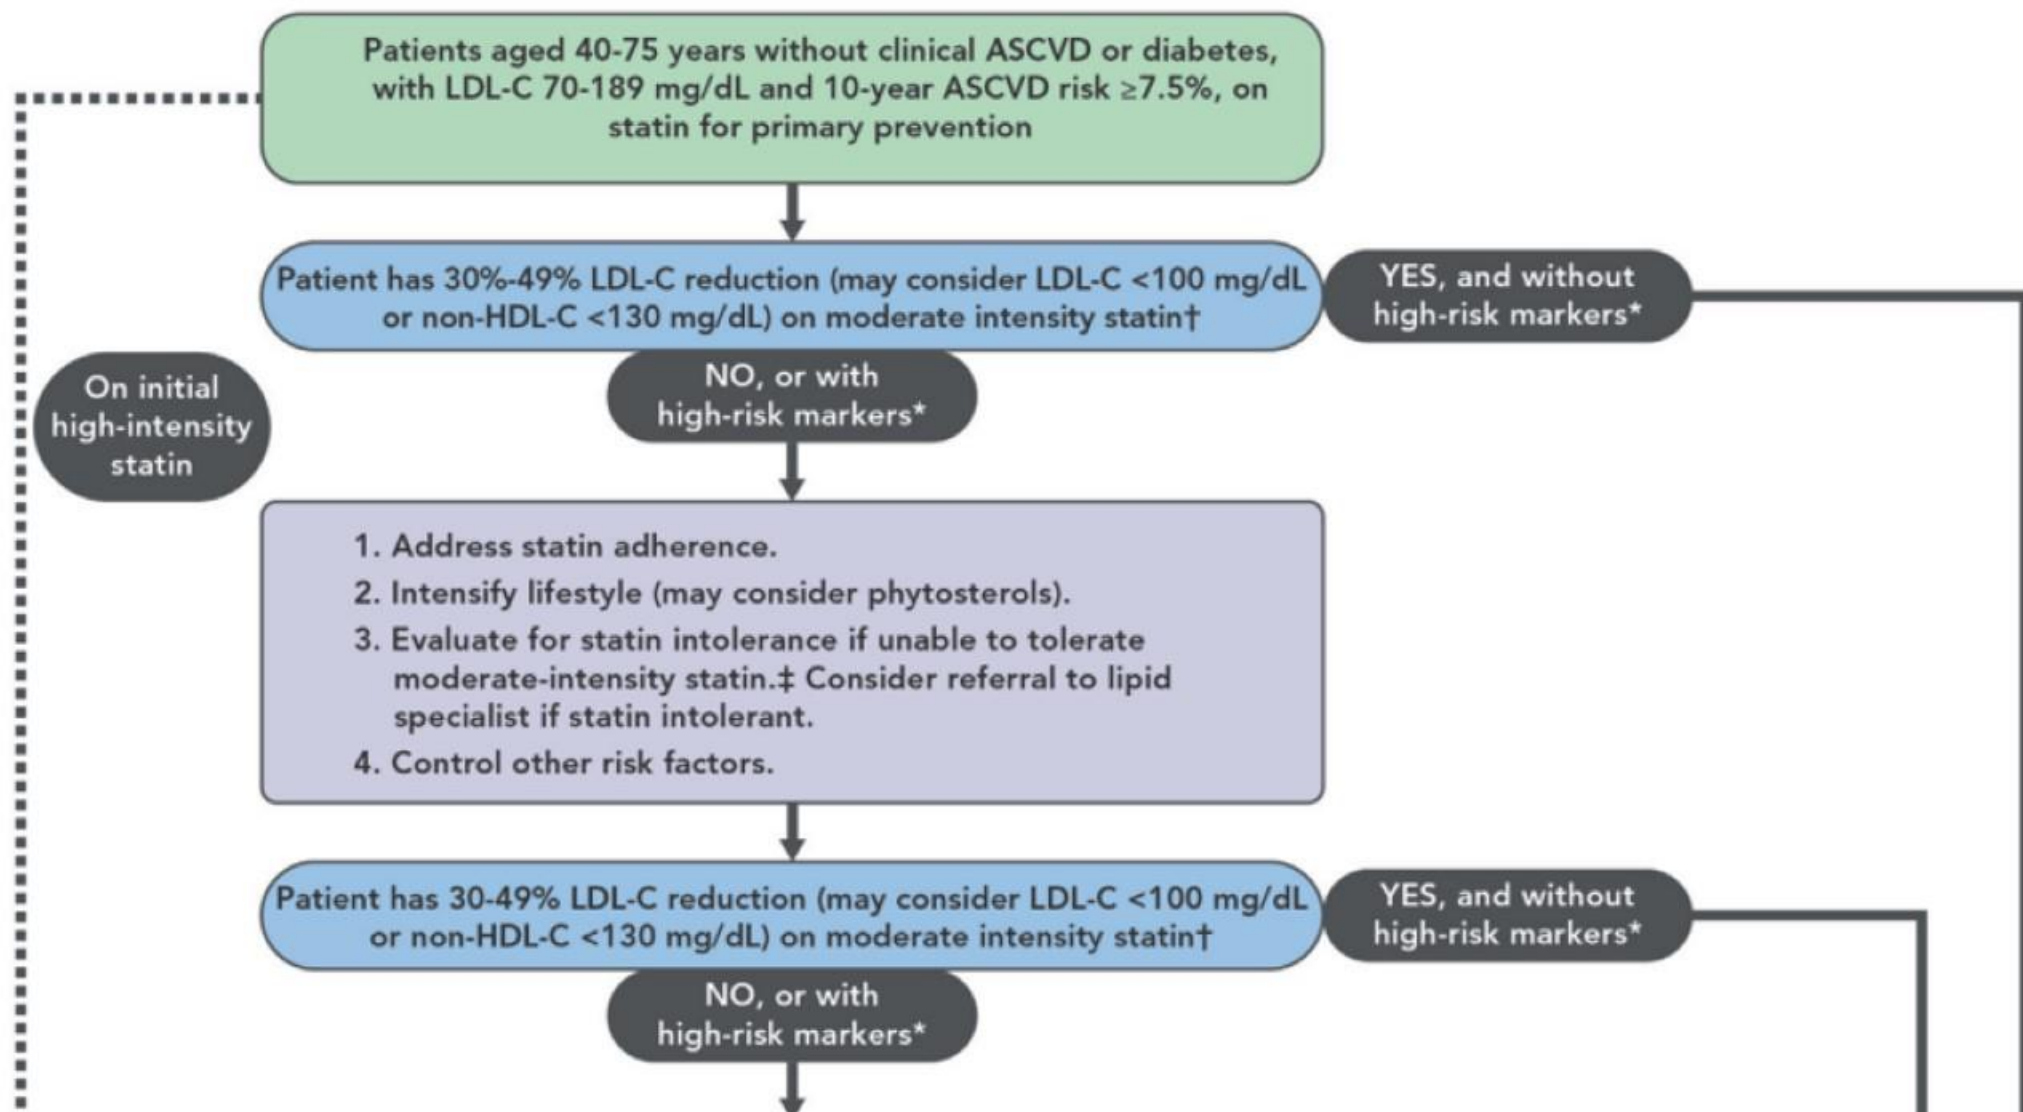 Patients aged 40-75 years without clinical ASCVD or diabetes,
with LDL-C 70-189 mg/dL and 10-year ASCVD risk ≥7.5%, on
statin for primary prevention
Patient has 30%-49% LDL-C reduction (may consider LDL-C <100 mg/dL
or non-HDL-C <130 mg/dL) on moderate intensity statin†
YES, and without
high-risk markers*
NO, or with
high-risk markers*
On initial
high-intensity
statin
1. Address statin adherence.
2. Intensify lifestyle (may consider phytosterols).
3. Evaluate for statin intolerance if unable to tolerate
moderate-intensity statin.‡ Consider referral to lipid
specialist if statin intolerant.
4. Control other risk factors.
Patient has 30-49% LDL-C reduction (may consider LDL-C <100 mg/dL
or non-HDL-C <130 mg/dL) on moderate intensity statin†
YES, and without
high-risk markers*
NO, or with
high-risk markers*